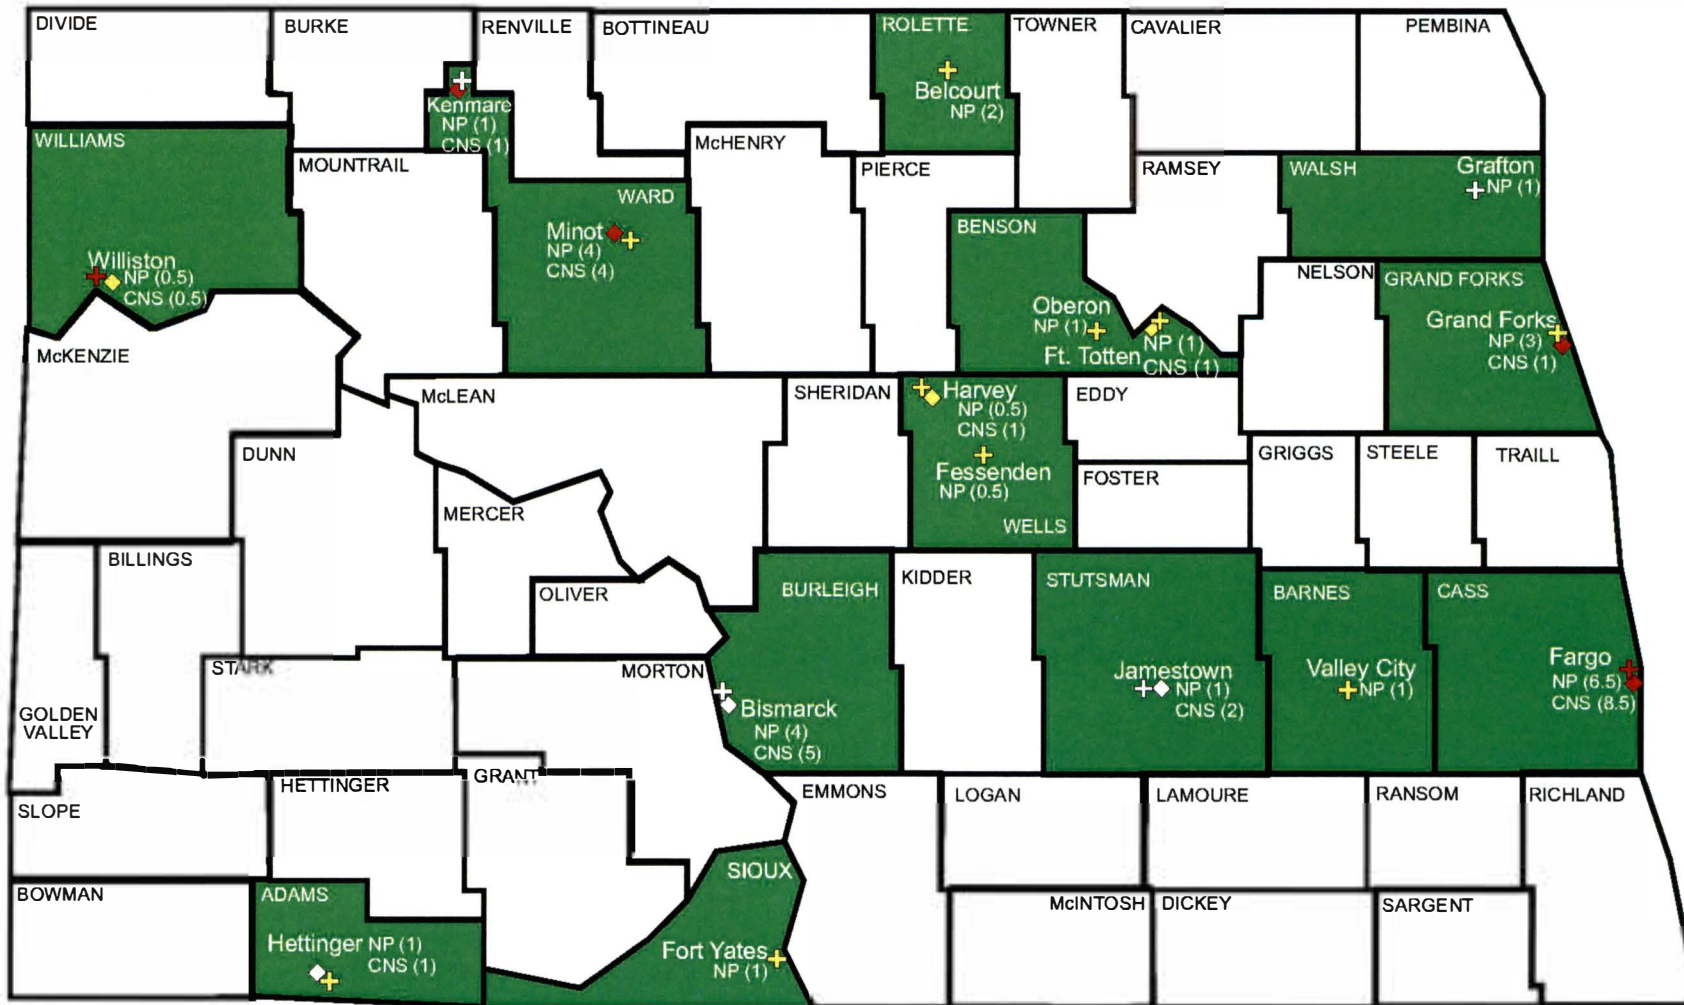 DIVIDE
BURKE
RENVILLE
BOTTINEAU
ROLETTE
TOWNER
CAVALIER
PEMBINA
Belcourt
NP (2)
Kenmare
NP (1)
CNS (1)
WILLIAMS
MOUNTRAIL
McHENRY
PIERCE
RAMSEY
WALSH
Grafton
NP (1)
WARD
Minot
NP (4)
CNS (4)
BENSON
Williston
NP (0.5)
CNS (0.5)
NELSON
GRAND FORKS
Oberon
NP (1)
Ft. Totten
NP (1)
CNS (1)
Grand Forks
NP (3)
CNS (1)
McKENZIE
McLEAN
SHERIDAN
Harvey
NP (0.5)
CNS (1)
Fessenden
NP (0.5)
WELLS
EDDY
FOSTER
DUNN
GRIGGS
STEELE
TRAILL
MERCER
BILLINGS
OLIVER
BURLEIGH
KIDDER
STUTSMAN
BARNES
CASS
STARK
MORTON
Jamestown
NP (1)
CNS (2)
Valley City
NP (1)
Fargo
NP (6.5)
CNS (8.5)
GOLDEN
VALLEY
Bismarck
NP (4)
CNS (5)
HETTINGER
GRANT
EMMONS
LOGAN
LAMOURE
RANSOM
RICHLAND
SLOPE
SIOUX
BOWMAN
ADAMS
McINTOSH
DICKEY
SARGENT
Hettinger NP (1)
CNS (1)
Fort Yates
NP (1)